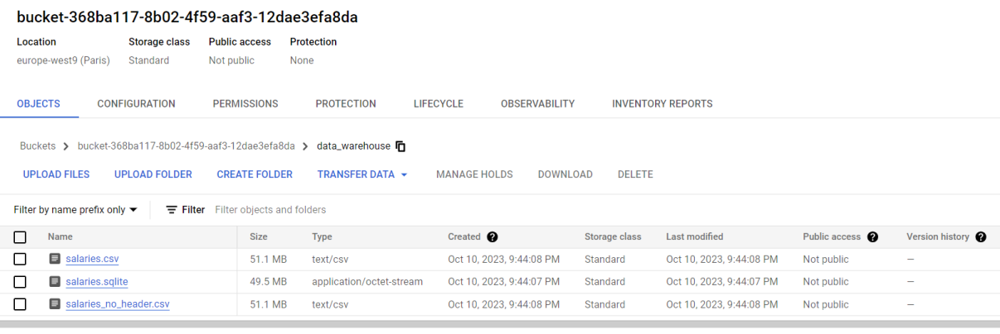 bucket-368ba117-8b02-4f59-aaf3-12dae3efa8da
Location Storage class Public access Protection
europe-west9 (Paris) Standard Not public None
OBJECTS CONFIGURATION PERMISSIONS PROTECTION LIFECYCLE OBSERVABILITY INVENTORY REPORTS
Buckets > bucket-368ba117-8b02-4f59-aaf3-12dae3efa8da > data_warehouse
UPLOAD FILES UPLOAD FOLDER CREATE FOLDER TRANSFER DATA MANAGE HOLDS DOWNLOAD DELETE
Filter by name prefix only Filter Filter objects and folders
Name Size Type Created ? Storage class Last modified Public access ? Version history ?
salaries.csv 51.1 MB text/csv Oct 10, 2023, 9:44:08 PM Standard Oct 10, 2023, 9:44:08 PM Not public —
salaries.sqlite 49.5 MB application/octet-stream Oct 10, 2023, 9:44:07 PM Standard Oct 10, 2023, 9:44:07 PM Not public —
salaries_no_header.csv 51.1 MB text/csv Oct 10, 2023, 9:44:08 PM Standard Oct 10, 2023, 9:44:08 PM Not public —